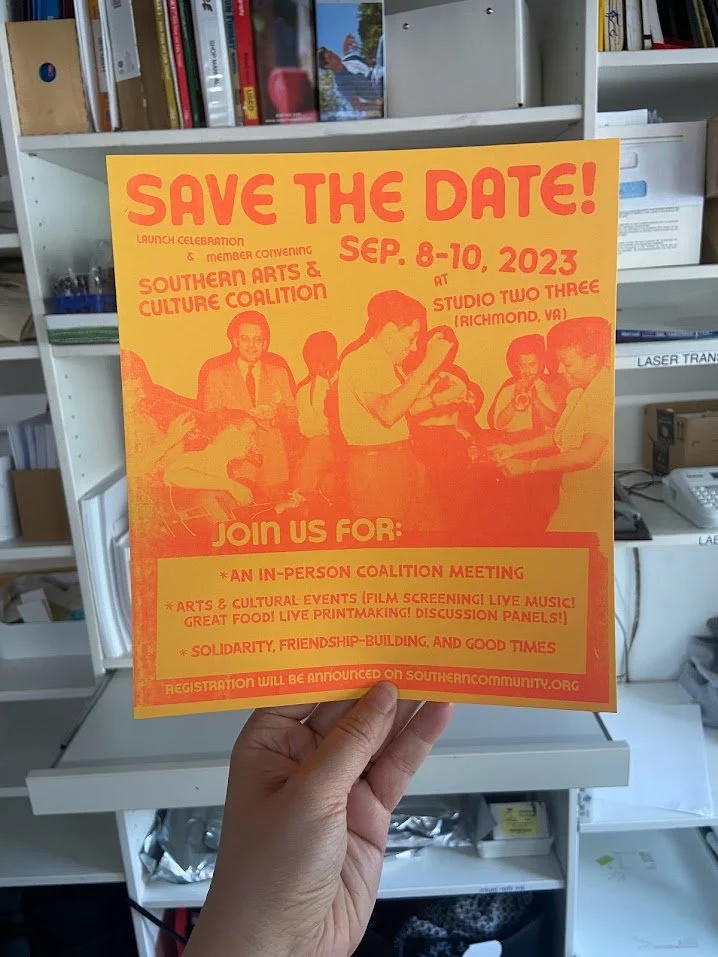 SHOP MANUAL
SAVE THE DATE!
LAUNCH CELEBRATION
& MEMBER CONVENING
SOUTHERN ARTS &
CULTURE COALITION
SEP. 8-10, 2023
AT
STUDIO TWO THREE
(RICHMOND, VA)
LASER TRANS
JOIN US FOR:
* AN IN-PERSON COALITION MEETING
* ARTS & CULTURAL EVENTS (FILM SCREENING! LIVE MUSIC!
GREAT FOOD! LIVE PRINTMAKING! DISCUSSION PANELS!)
* SOLIDARITY, FRIENDSHIP-BUILDING, AND GOOD TIMES
REGISTRATION WILL BE ANNOUNCED ON SOUTHERNCOMMUNITY.ORG